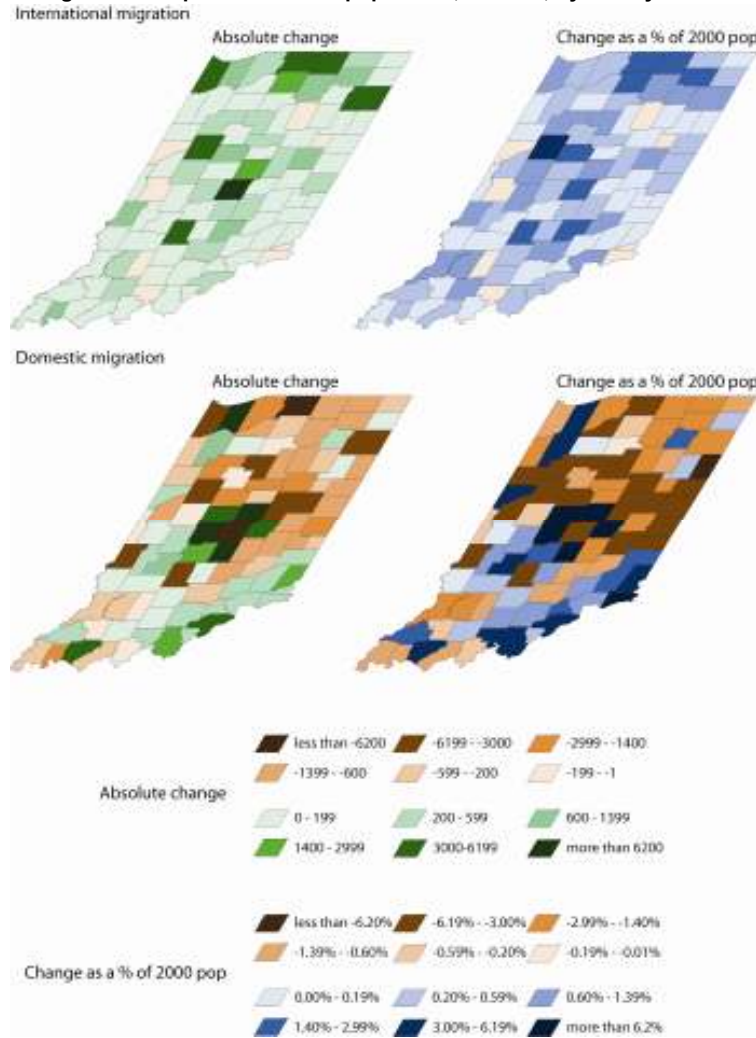 International migration
Absolute change
Change as a % of 2000 pop
Domestic migration
Absolute change
Change as a % of 2000 pop
Absolute change
less than -6200
-6199 - -3000
-2999 - -1400
-1399 - -600
-599 - -200
-199 - -1
0 - 199
200 - 599
600 - 1399
1400 - 2999
3000-6199
more than 6200
Change as a % of 2000 pop
less than -6.20%
-6.19% - -3.00%
-2.99% - -1.40%
-1.39% - -0.60%
-0.59% - -0.20%
-0.19% - -0.01%
0.00% - 0.19%
0.20% - 0.59%
0.60% - 1.39%
1.40% - 2.99%
3.00% - 6.19%
more than 6.2%